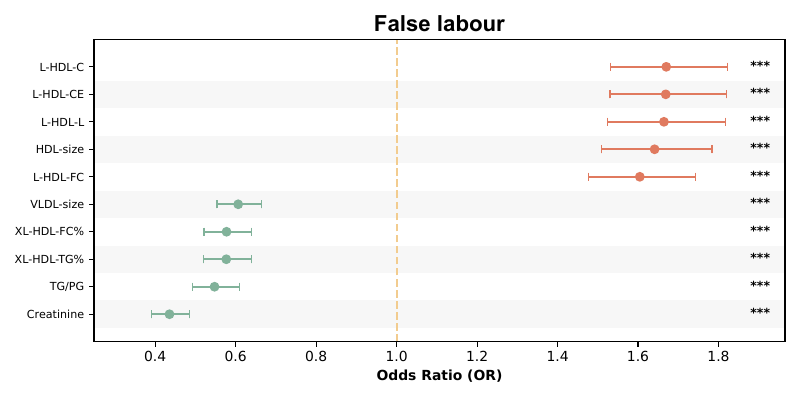 False labour
L-HDL-C ***
L-HDL-CE ***
L-HDL-L ***
HDL-size ***
L-HDL-FC ***
VLDL-size ***
XL-HDL-FC% ***
XL-HDL-TG% ***
TG/PG ***
Creatinine ***
0.4 0.6 0.8 1.0 1.2 1.4 1.6 1.8
Odds Ratio (OR)